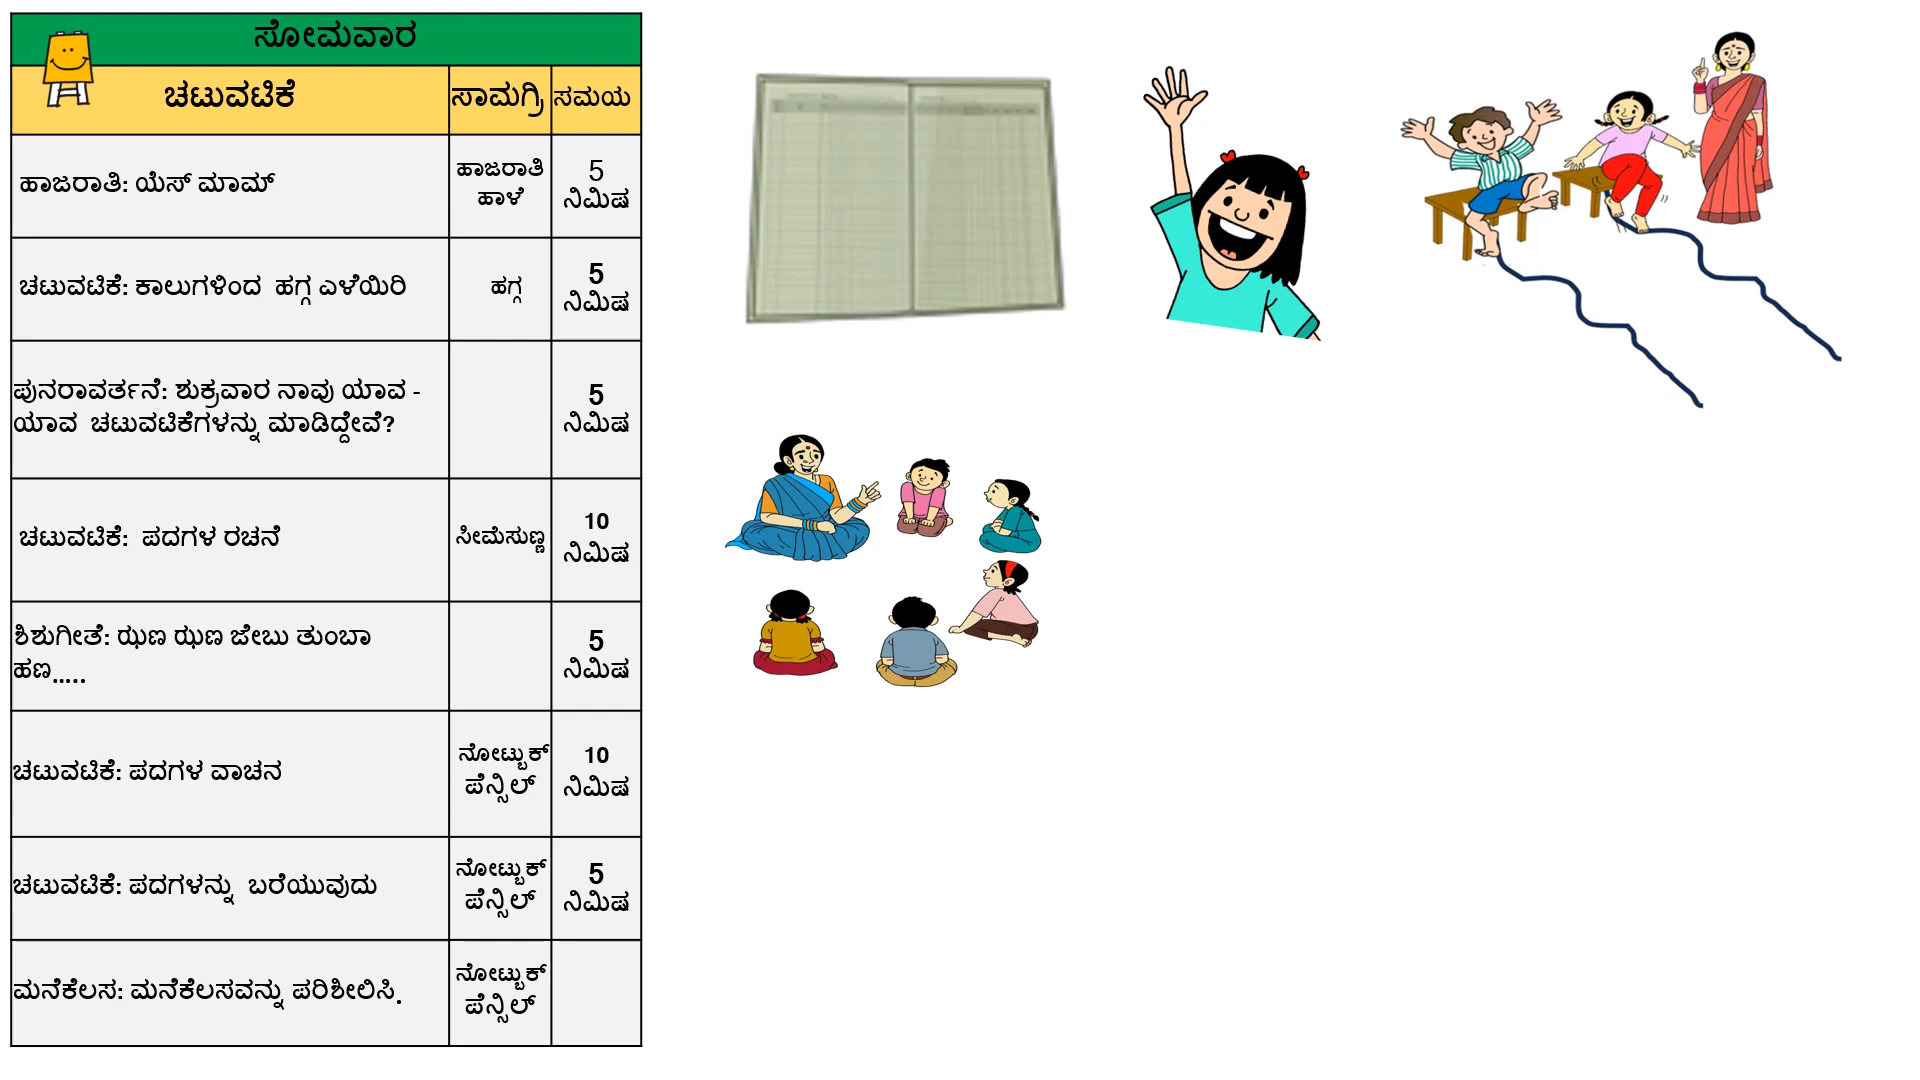 ಸೋಮವಾರ
ಚಟುವಟಿಕೆ ಸಾಮಗ್ರಿ ಸಮಯ
ಹಾಜರಾತಿ: ಯೆಸ್ ಮಾಮ್
ಹಾಜರಾತಿ
ಹಾಳೆ
5
ನಿಮಿಷ
ಚಟುವಟಿಕೆ: ಕಾಲುಗಳಿಂದ ಹಗ್ಗ ಎಳೆಯಿರಿ
ಹಗ್ಗ
5
ನಿಮಿಷ
ಪುನರಾವರ್ತನೆ: ಶುಕ್ರವಾರ ನಾವು ಯಾವ -
ಯಾವ ಚಟುವಟಿಕೆಗಳನ್ನು ಮಾಡಿದ್ದೇವೆ?
5
ನಿಮಿಷ
ಚಟುವಟಿಕೆ: ಪದಗಳ ರಚನೆ
ಸೀಮೆಸುಣ್ಣ
10
ನಿಮಿಷ
ಶಿಶುಗೀತೆ: ಝಣ ಝಣ ಜೇಬು ತುಂಬಾ
ಹಣ.....
5
ನಿಮಿಷ
ಚಟುವಟಿಕೆ: ಪದಗಳ ವಾಚನ
ನೋಟ್ಬುಕ್
ಪೆನ್ಸಿಲ್
10
ನಿಮಿಷ
ಚಟುವಟಿಕೆ: ಪದಗಳನ್ನು ಬರೆಯುವುದು
ನೋಟ್ಬುಕ್
ಪೆನ್ಸಿಲ್
5
ನಿಮಿಷ
ಮನೆಕೆಲಸ: ಮನೆಕೆಲಸವನ್ನು ಪರಿಶೀಲಿಸಿ.
ನೋಟ್ಬುಕ್
ಪೆನ್ಸಿಲ್